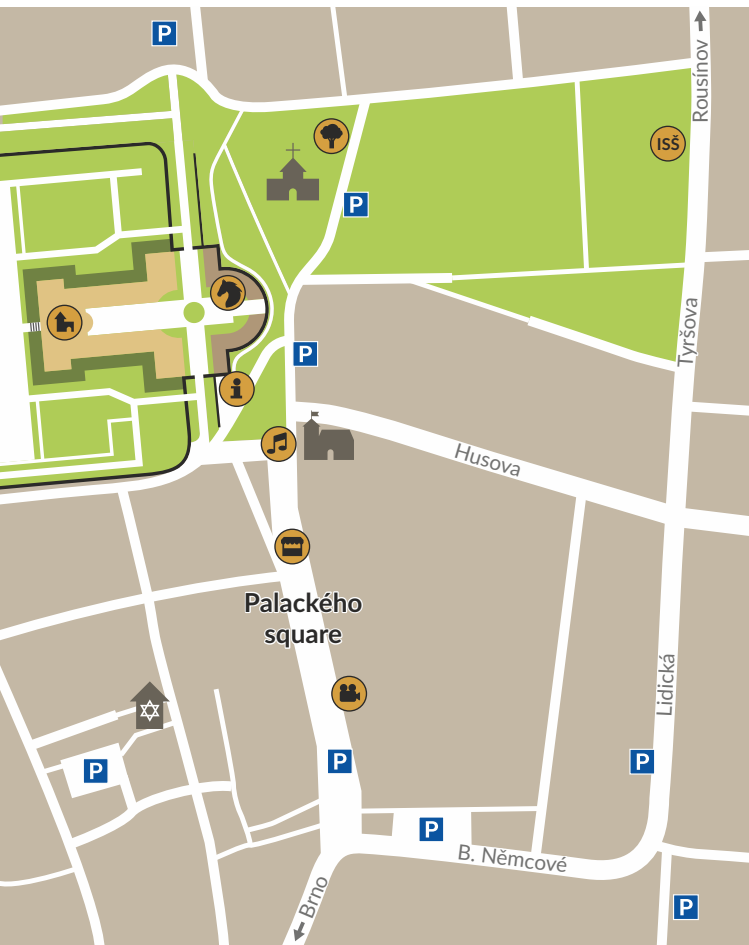 P
Rousínov
ISŠ
P
Tyršova
P
Husova
Palackého
square
Lidická
P
P
P
P
B. Němcové
Brno
P